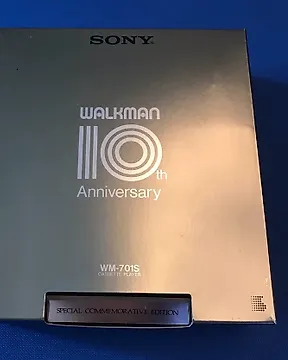 SONY
WALKMAN
10th
Anniversary
WM-701S
CASSETTE PLAYER
SPECIAL COMMEMORATIVE EDITION